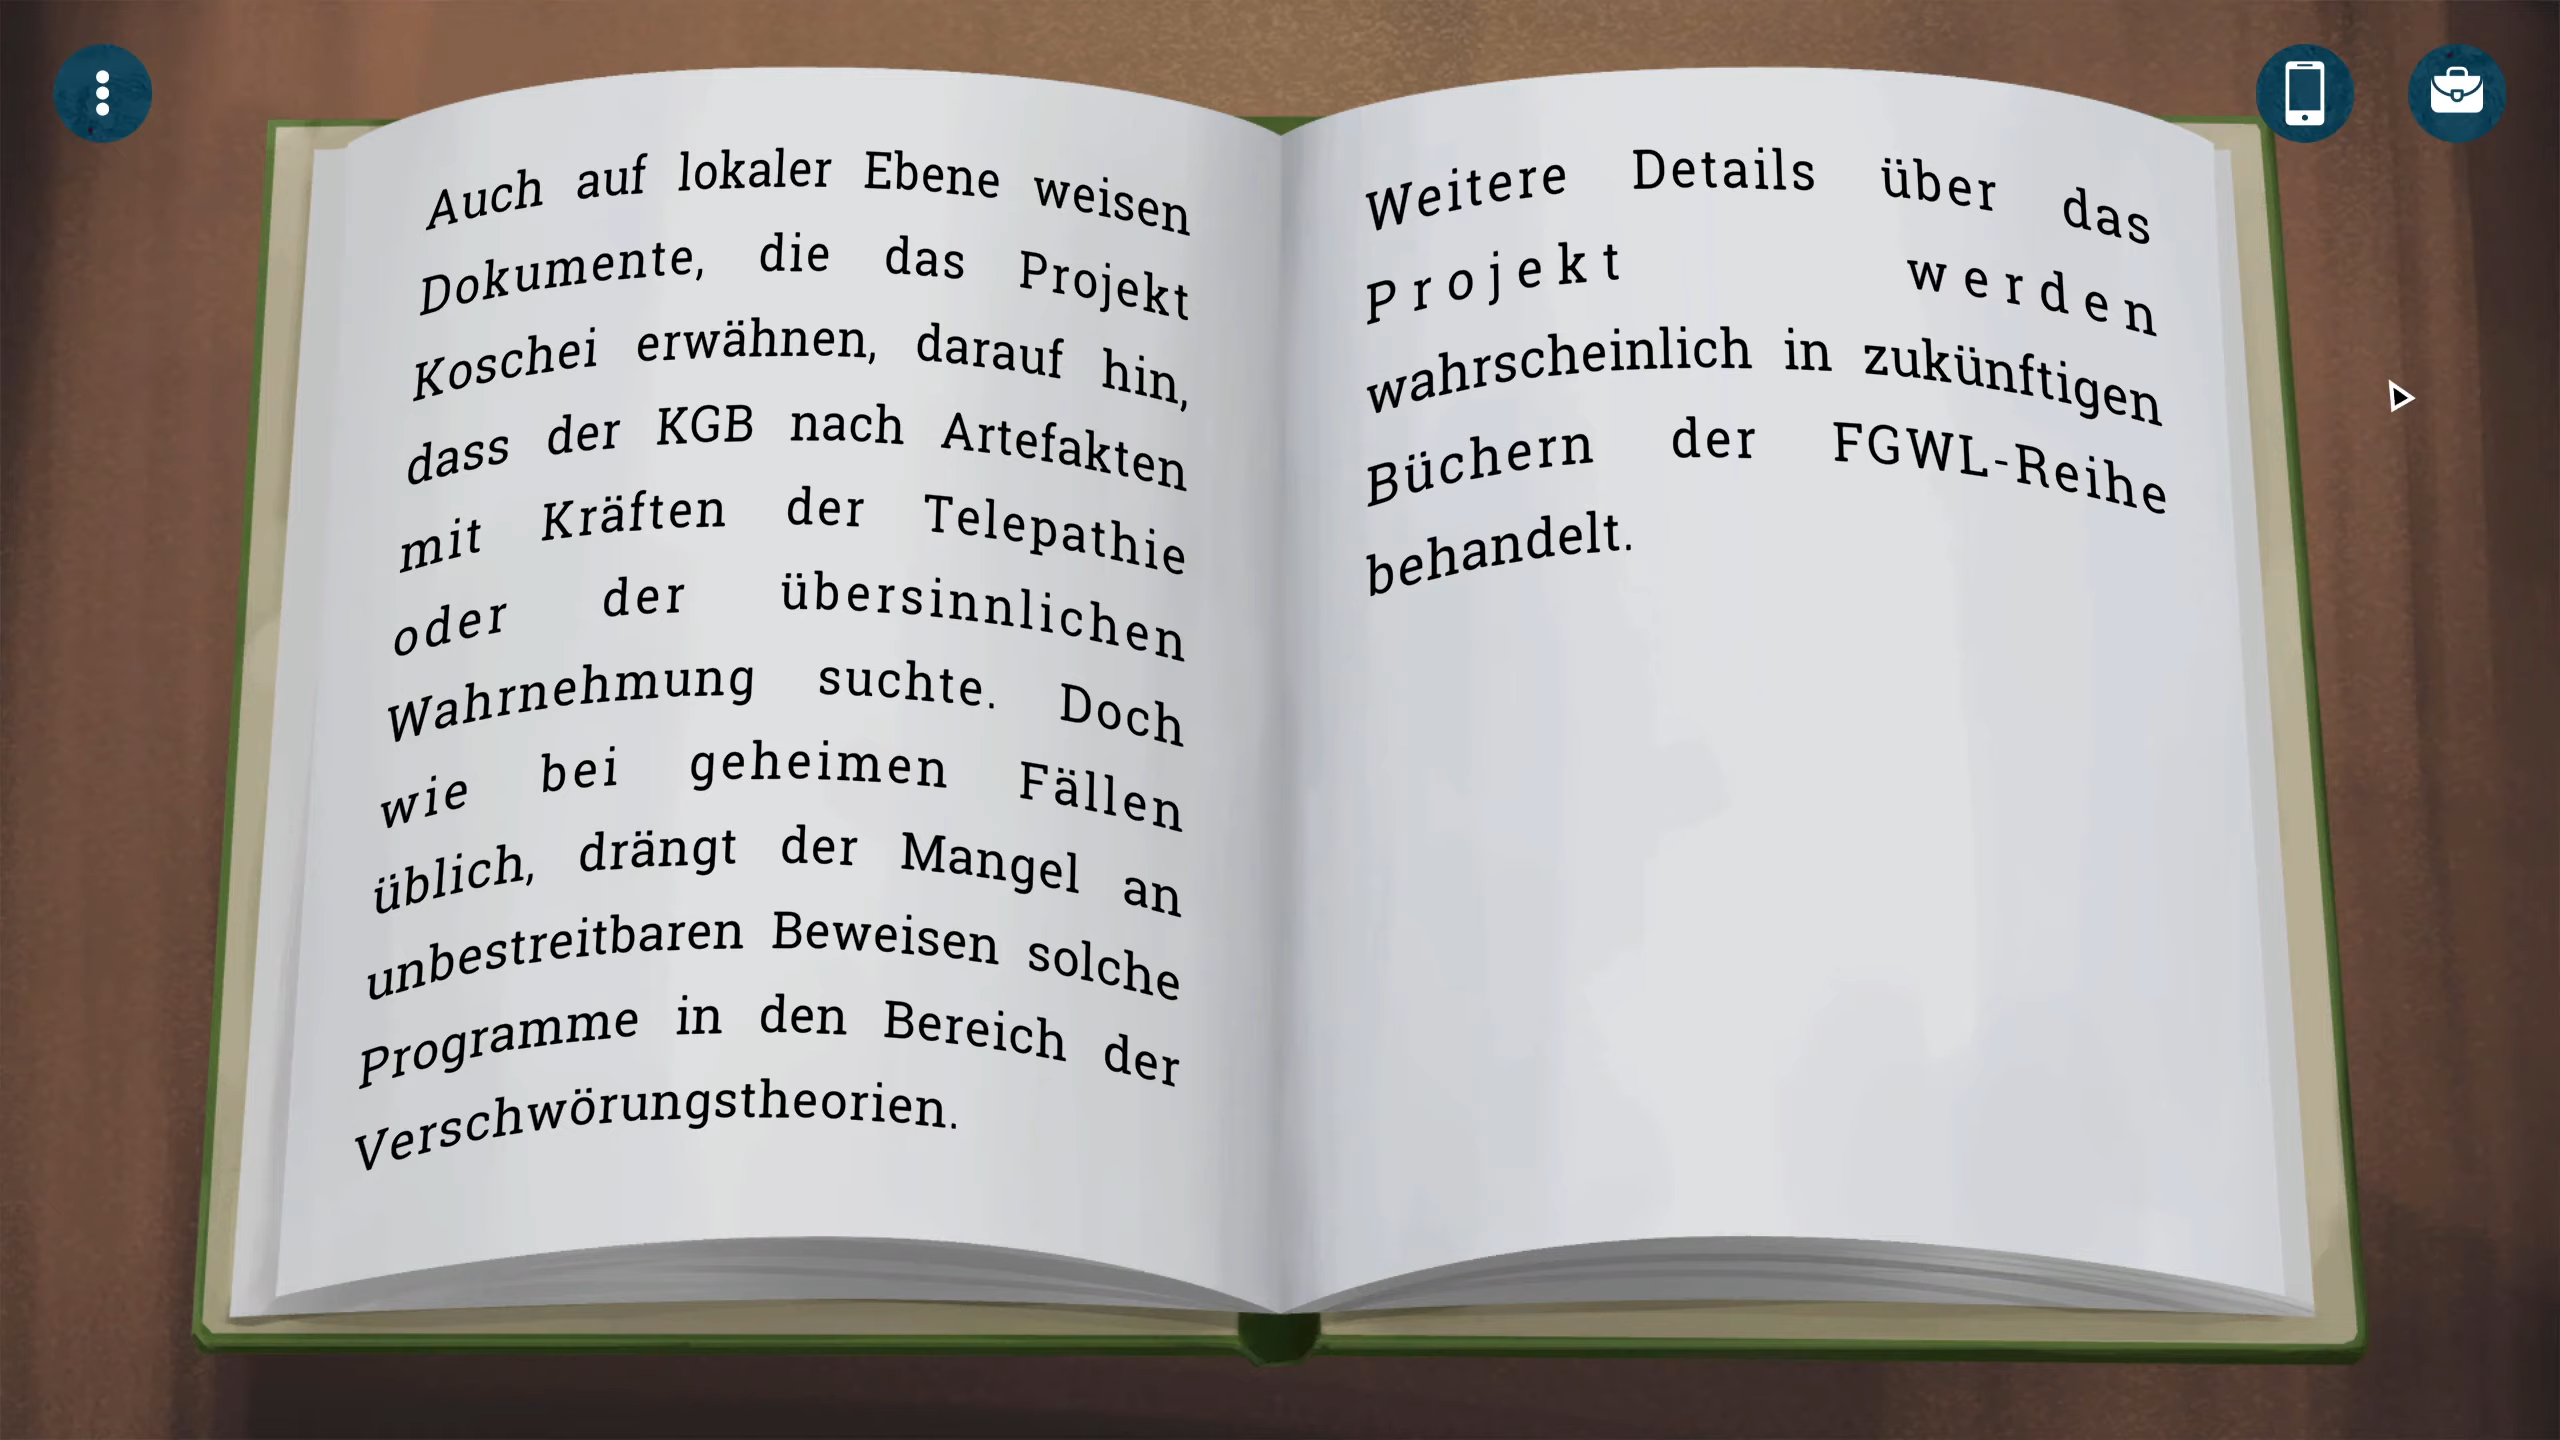 Auch auf lokaler Ebene weisen
Dokumente, die das Projekt
Koschei erwähnen, darauf hin,
dass der KGB nach Artefakten
mit Kräften der Telepathie
oder der übersinnlichen
Wahrnehmung suchte. Doch
wie bei geheimen Fällen
üblich, drängt der Mangel an
unbestreitbaren Beweisen solche
Programme in den Bereich der
Verschwörungstheorien.
Weitere Details über das
Projekt werden
wahrscheinlich in zukünftigen
Büchern der FGWL-Reihe
behandelt.